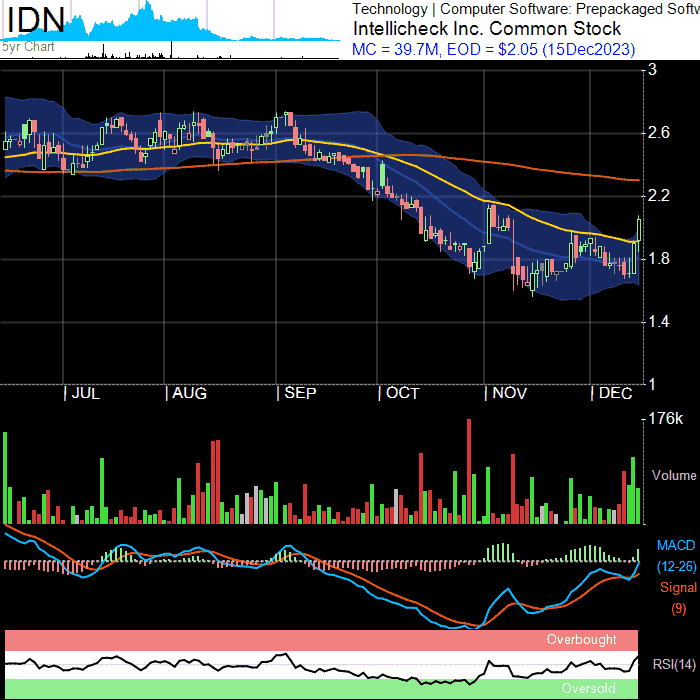 IDN
5yr Chart
Technology | Computer Software: Prepackaged Softw
Intellicheck Inc. Common Stock
MC = 39.7M, EOD = $2.05 (15Dec2023)
3
2.6
2.2
1.8
1.4
1
| JUL | AUG | SEP | OCT | NOV | DEC
176k
Volume
MACD
(12-26)
Signal
(9)
Overbought
RSI(14)
Oversold